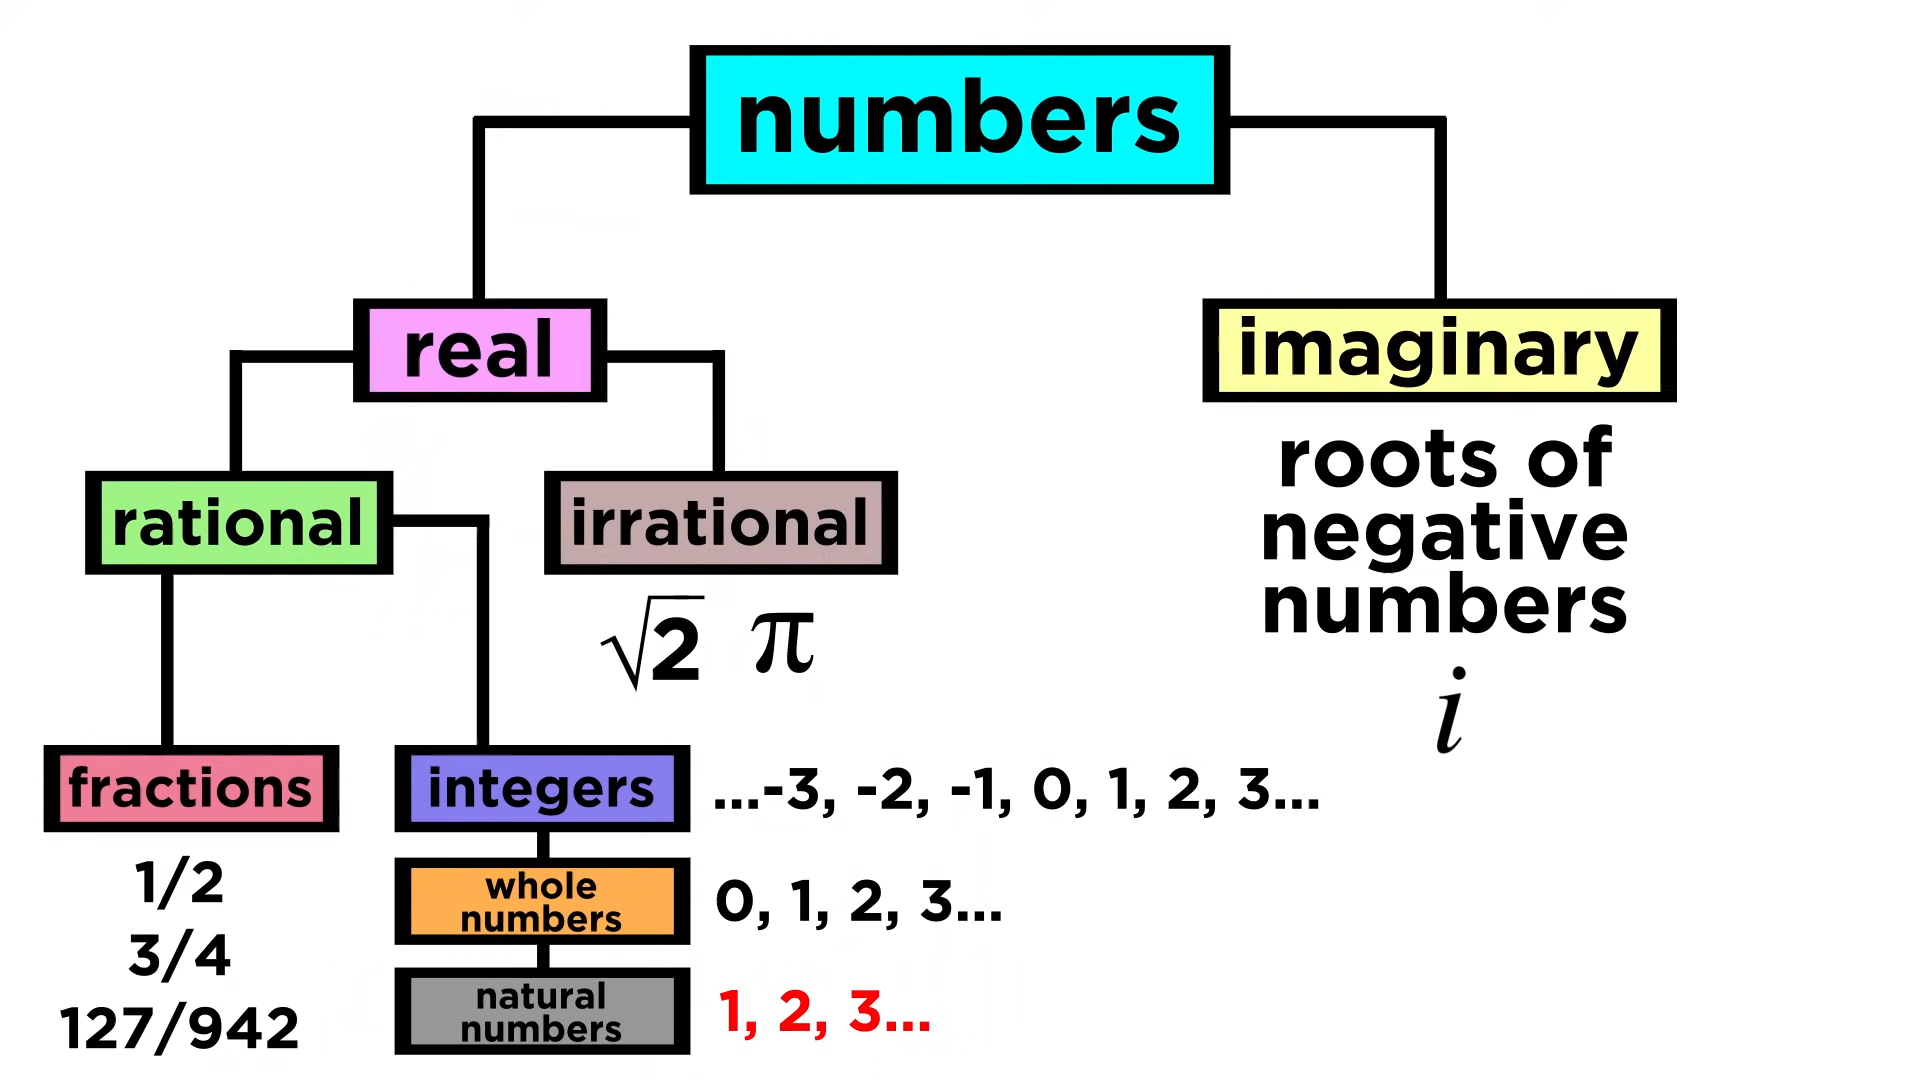 numbers
real
imaginary
roots of
negative
numbers
i
rational
irrational
√2 π
fractions
1/2
3/4
127/942
integers
...-3, -2, -1, 0, 1, 2, 3...
whole
numbers
0, 1, 2, 3...
natural
numbers
1, 2, 3...